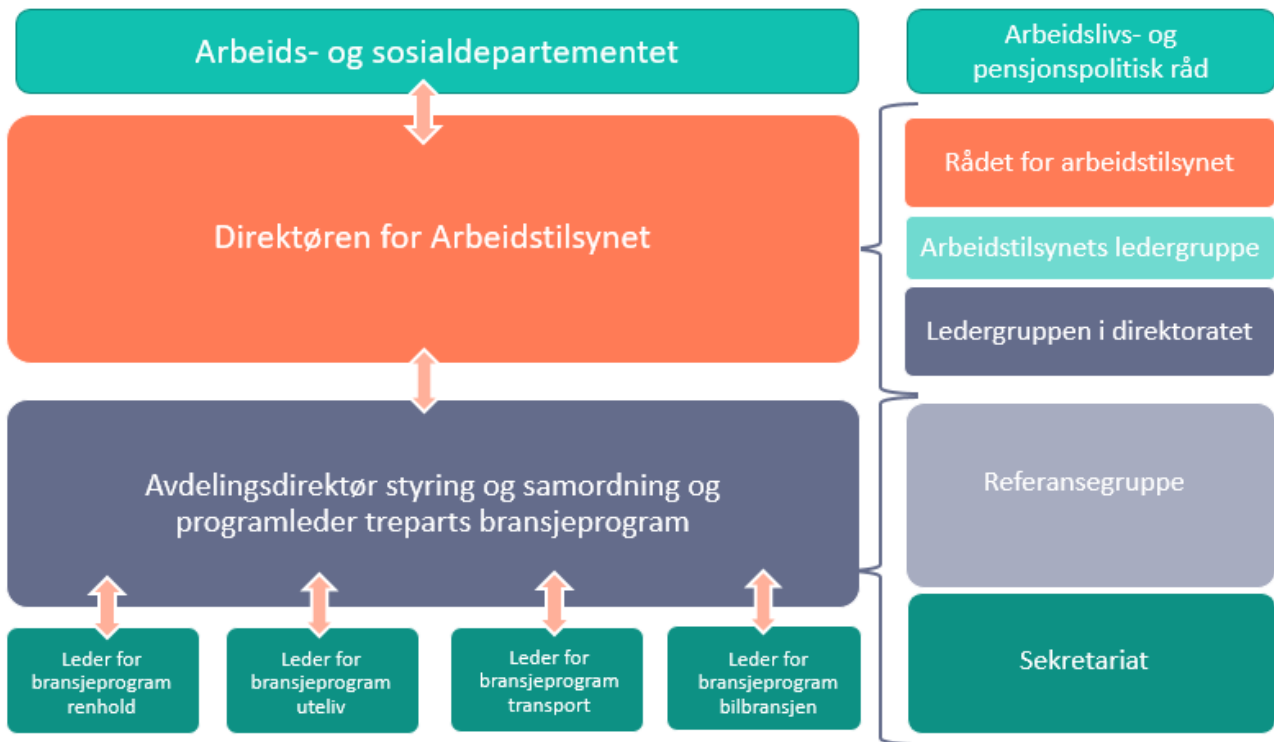 Arbeids- og sosialdepartementet
Arbeidslivs- og
pensjonspolitisk råd
Direktøren for Arbeidstilsynet
Rådet for arbeidstilsynet
Arbeidstilsynets ledergruppe
Ledergruppen i direktoratet
Avdelingsdirektør styring og samordning og
programleder treparts bransjeprogram
Referansegruppe
Leder for
bransjeprogram
renhold
Leder for
bransjeprogram
uteliv
Leder for
bransjeprogram
transport
Leder for
bransjeprogram
bilbransjen
Sekretariat